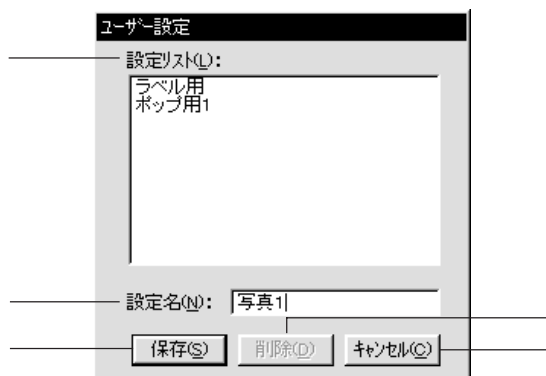 ユーザー設定
設定リスト(L):
ラベル用
ポップ用1
設定名(N): 写真1
保存(S) 削除(D) キャンセル(C)